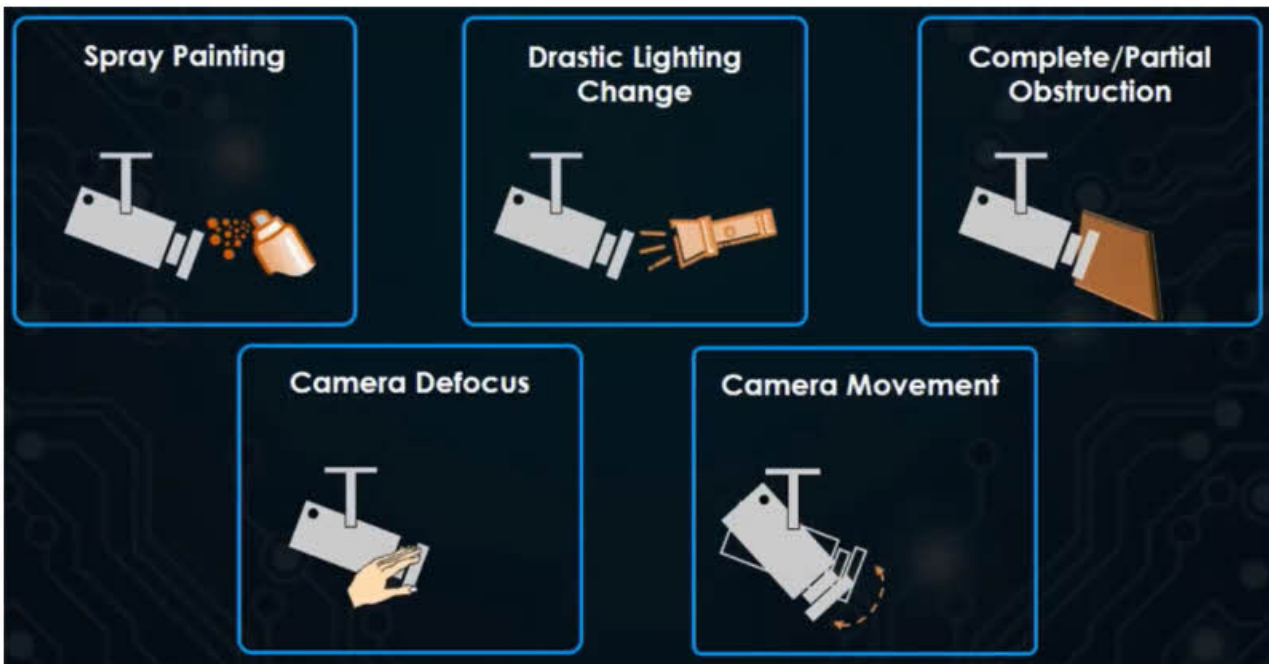 Spray Painting
Drastic Lighting
Change
Complete/Partial
Obstruction
Camera Defocus
Camera Movement